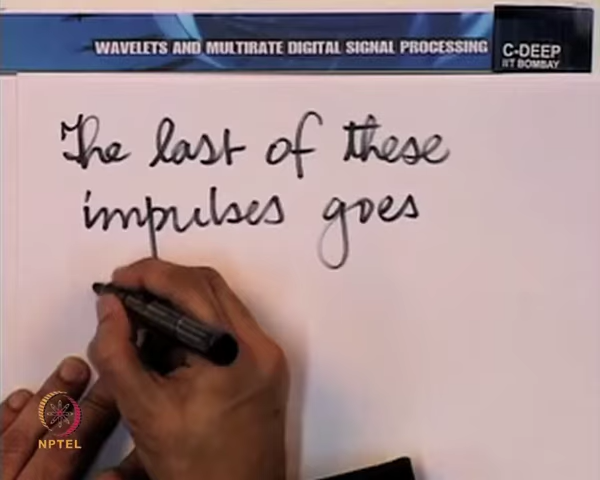 WAVELETS AND MULTIRATE DIGITAL SIGNAL PROCESSING
C-DEEP
IIT BOMBAY
The last of these
impulses goes
NPTEL